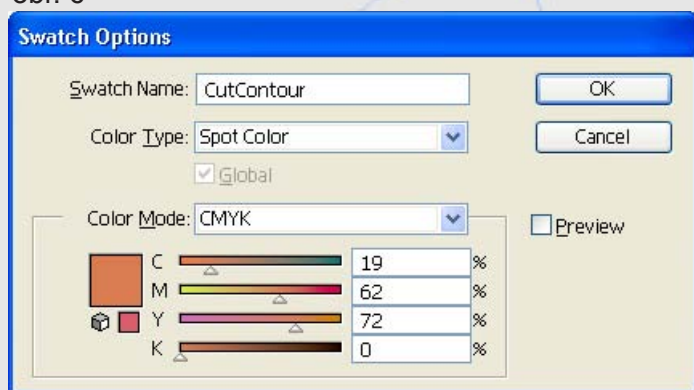 Swatch Options
Swatch Name: CutContour OK
Color Type: Spot Color Cancel
Global
Color Mode: CMYK Preview
C 19 %
M 62 %
Y 72 %
K 0 %